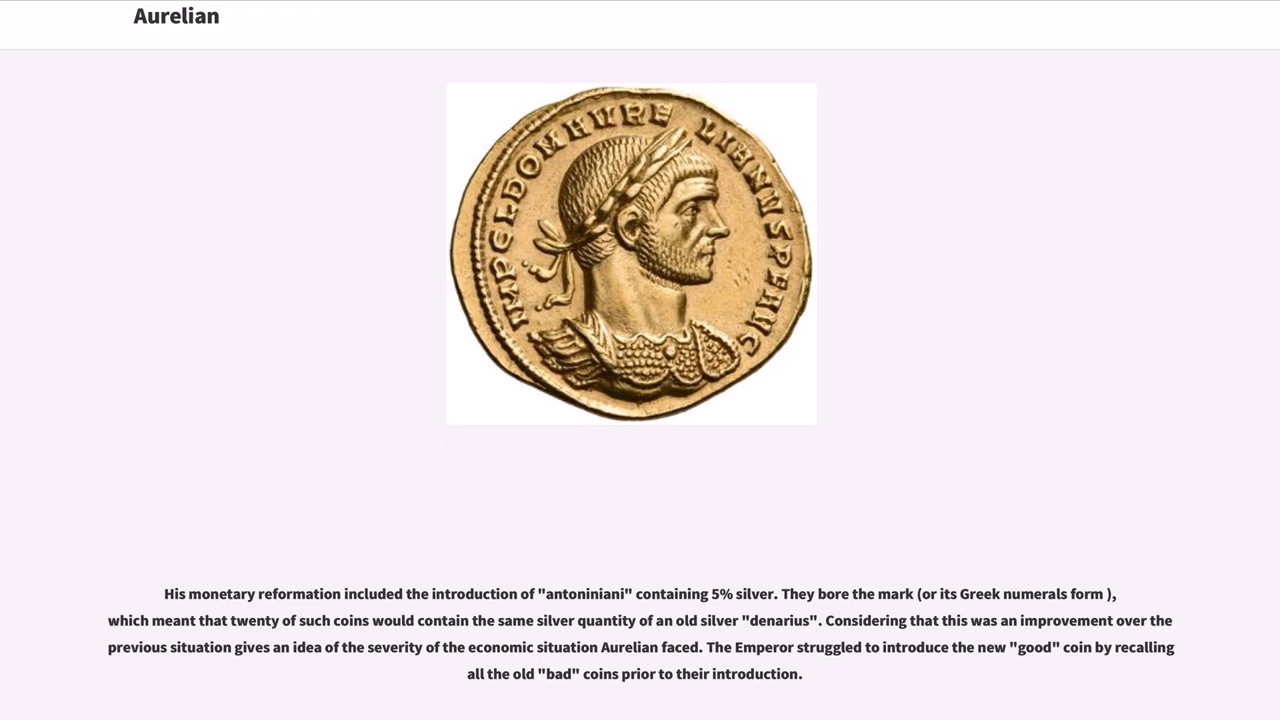 Aurelian
IMP C L DOM AVRELIANVS P F AVG
His monetary reformation included the introduction of "antoniniani" containing 5% silver. They bore the mark (or its Greek numerals form ),
which meant that twenty of such coins would contain the same silver quantity of an old silver "denarius". Considering that this was an improvement over the
previous situation gives an idea of the severity of the economic situation Aurelian faced. The Emperor struggled to introduce the new "good" coin by recalling
all the old "bad" coins prior to their introduction.